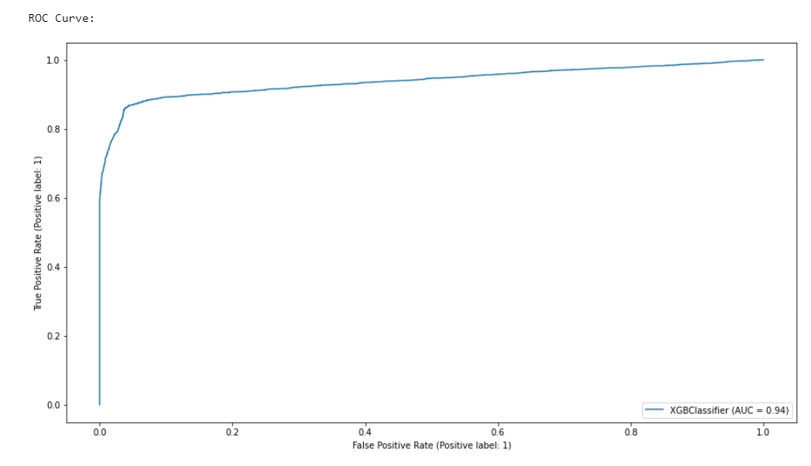 ROC Curve:
1.0
0.8
0.6
0.4
0.2
0.0
True Positive Rate (Positive label: 1)
XGBClassifier (AUC = 0.94)
0.0 0.2 0.4 0.6 0.8 1.0
False Positive Rate (Positive label: 1)